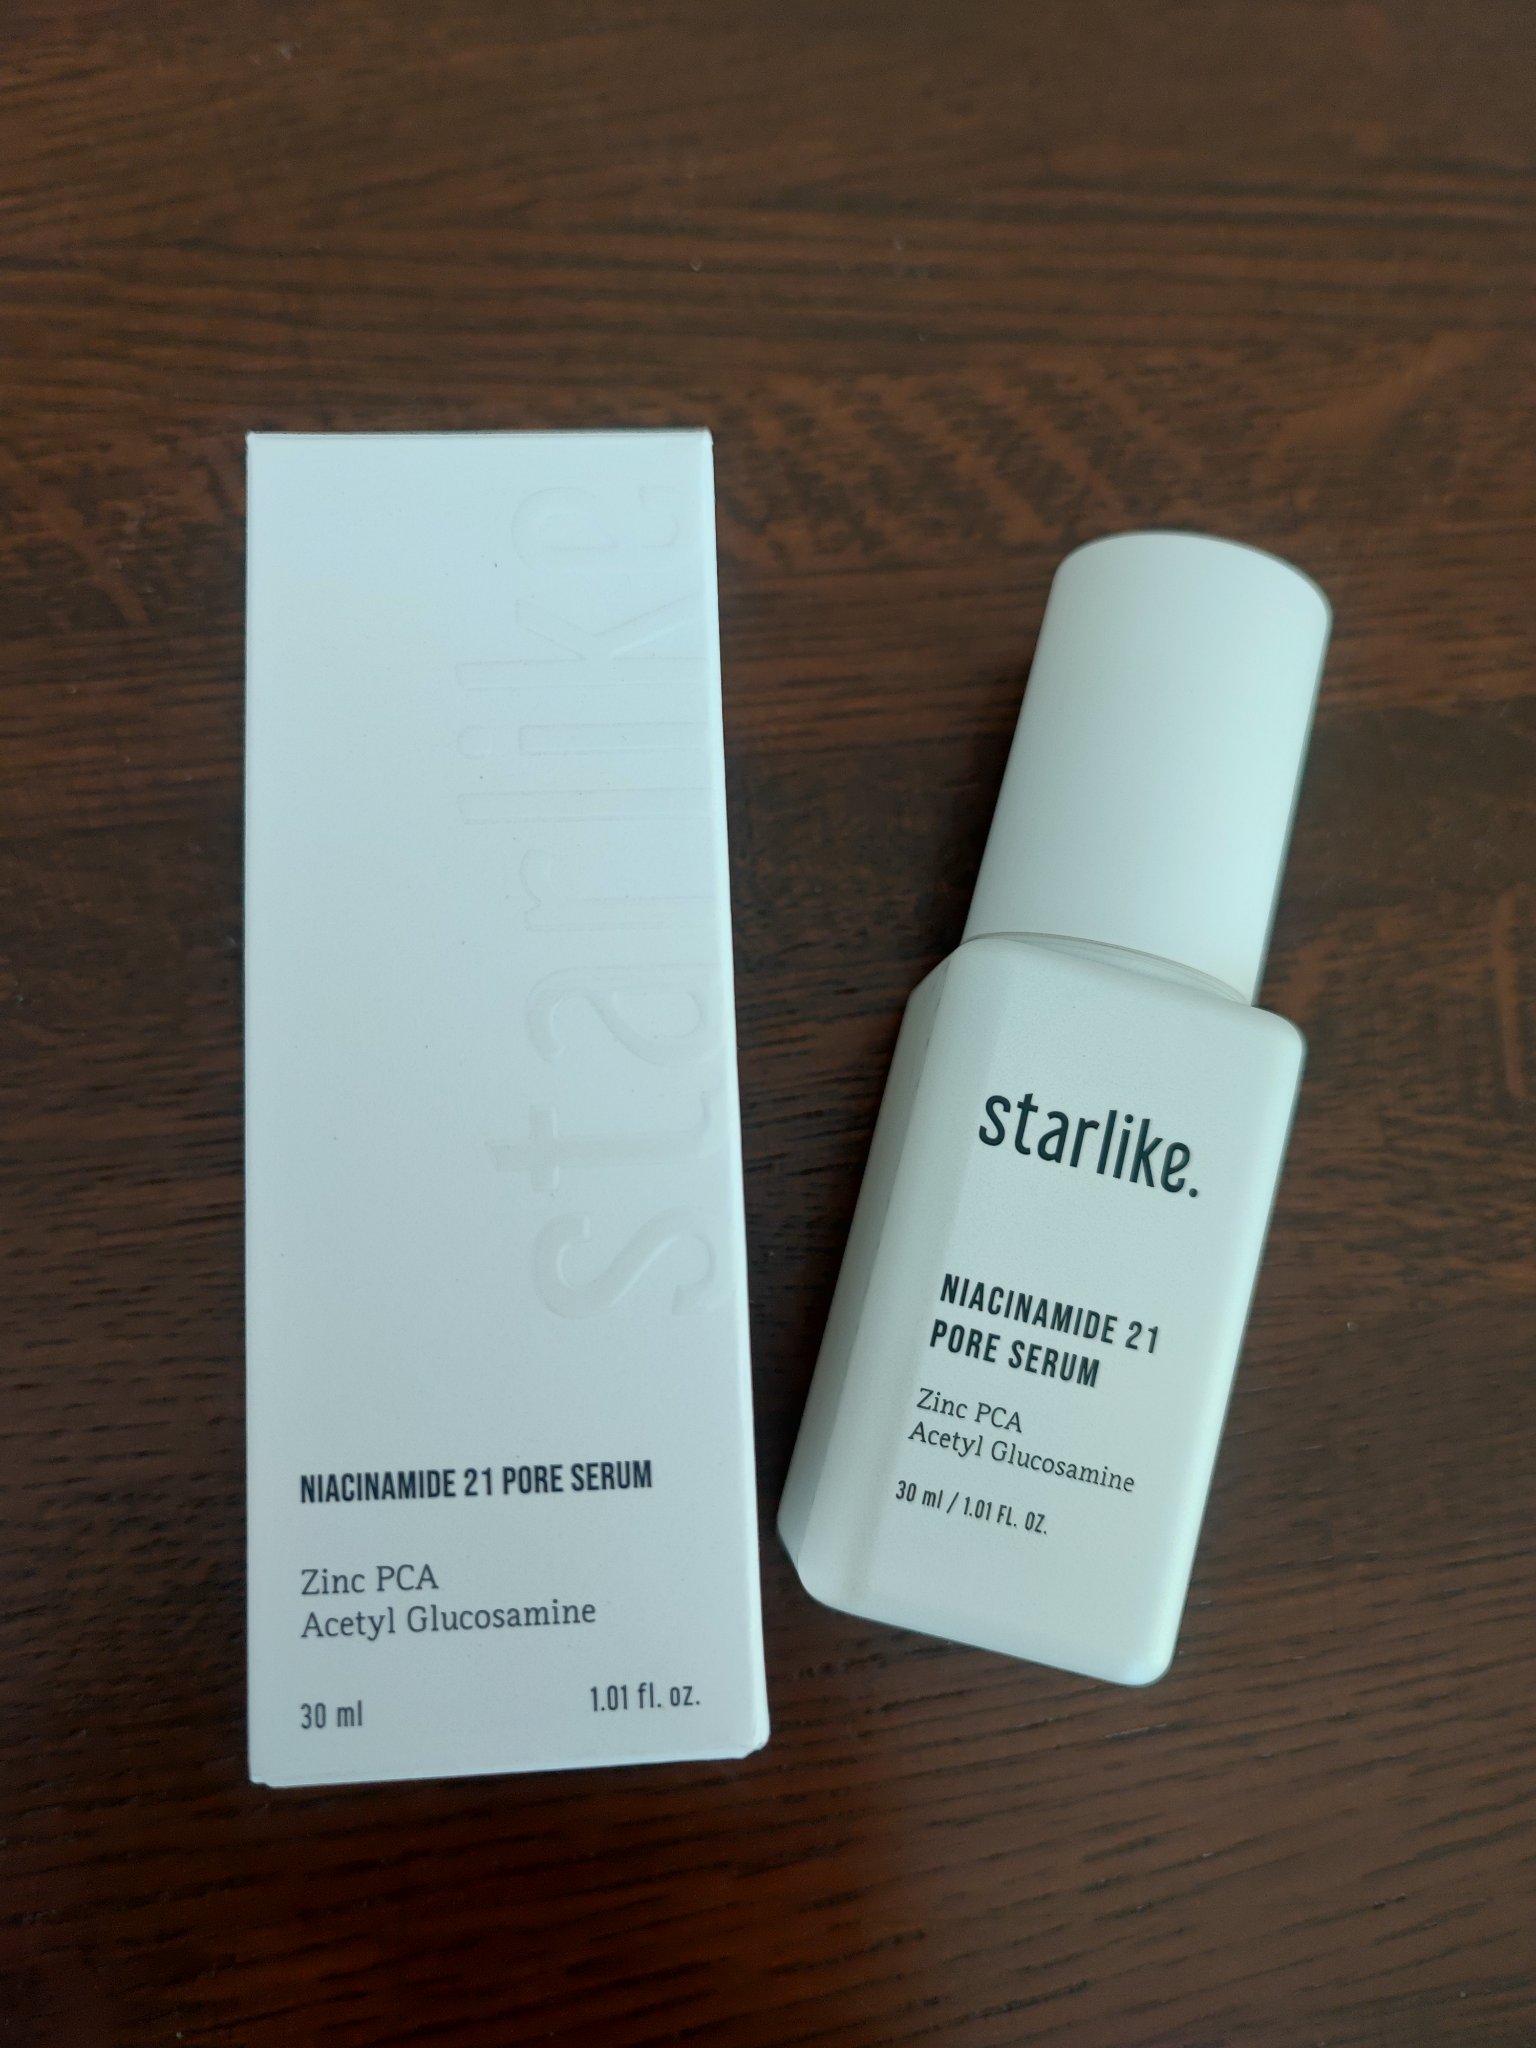 starlike
NIACINAMIDE 21 PORE SERUM
Zinc PCA
Acetyl Glucosamine
30 ml 1.01 fl. oz.
starlike.
NIACINAMIDE 21
PORE SERUM
Zinc PCA
Acetyl Glucosamine
30 ml / 1.01 FL. OZ.